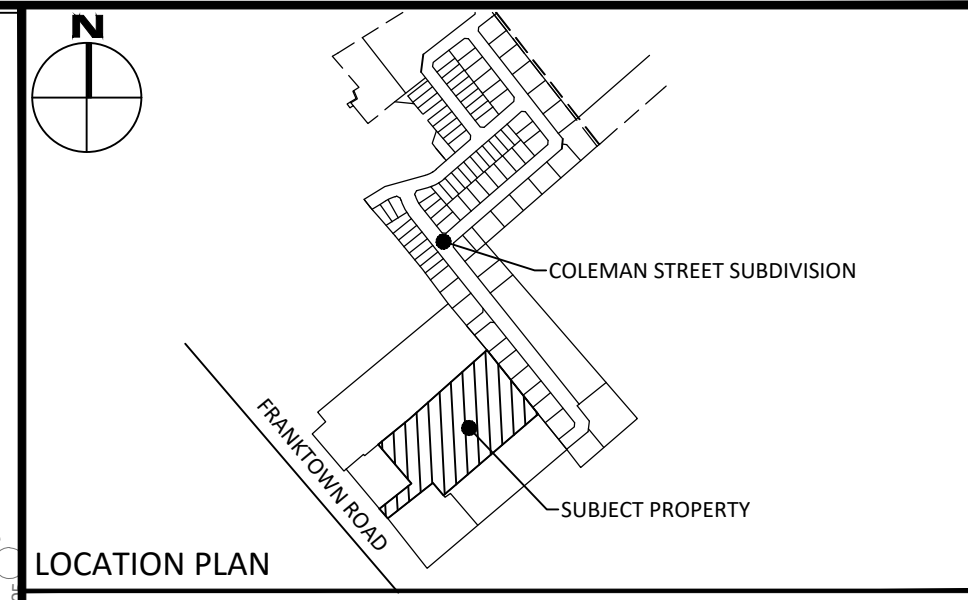 N
COLEMAN STREET SUBDIVISION
FRANKTOWN ROAD
SUBJECT PROPERTY
LOCATION PLAN